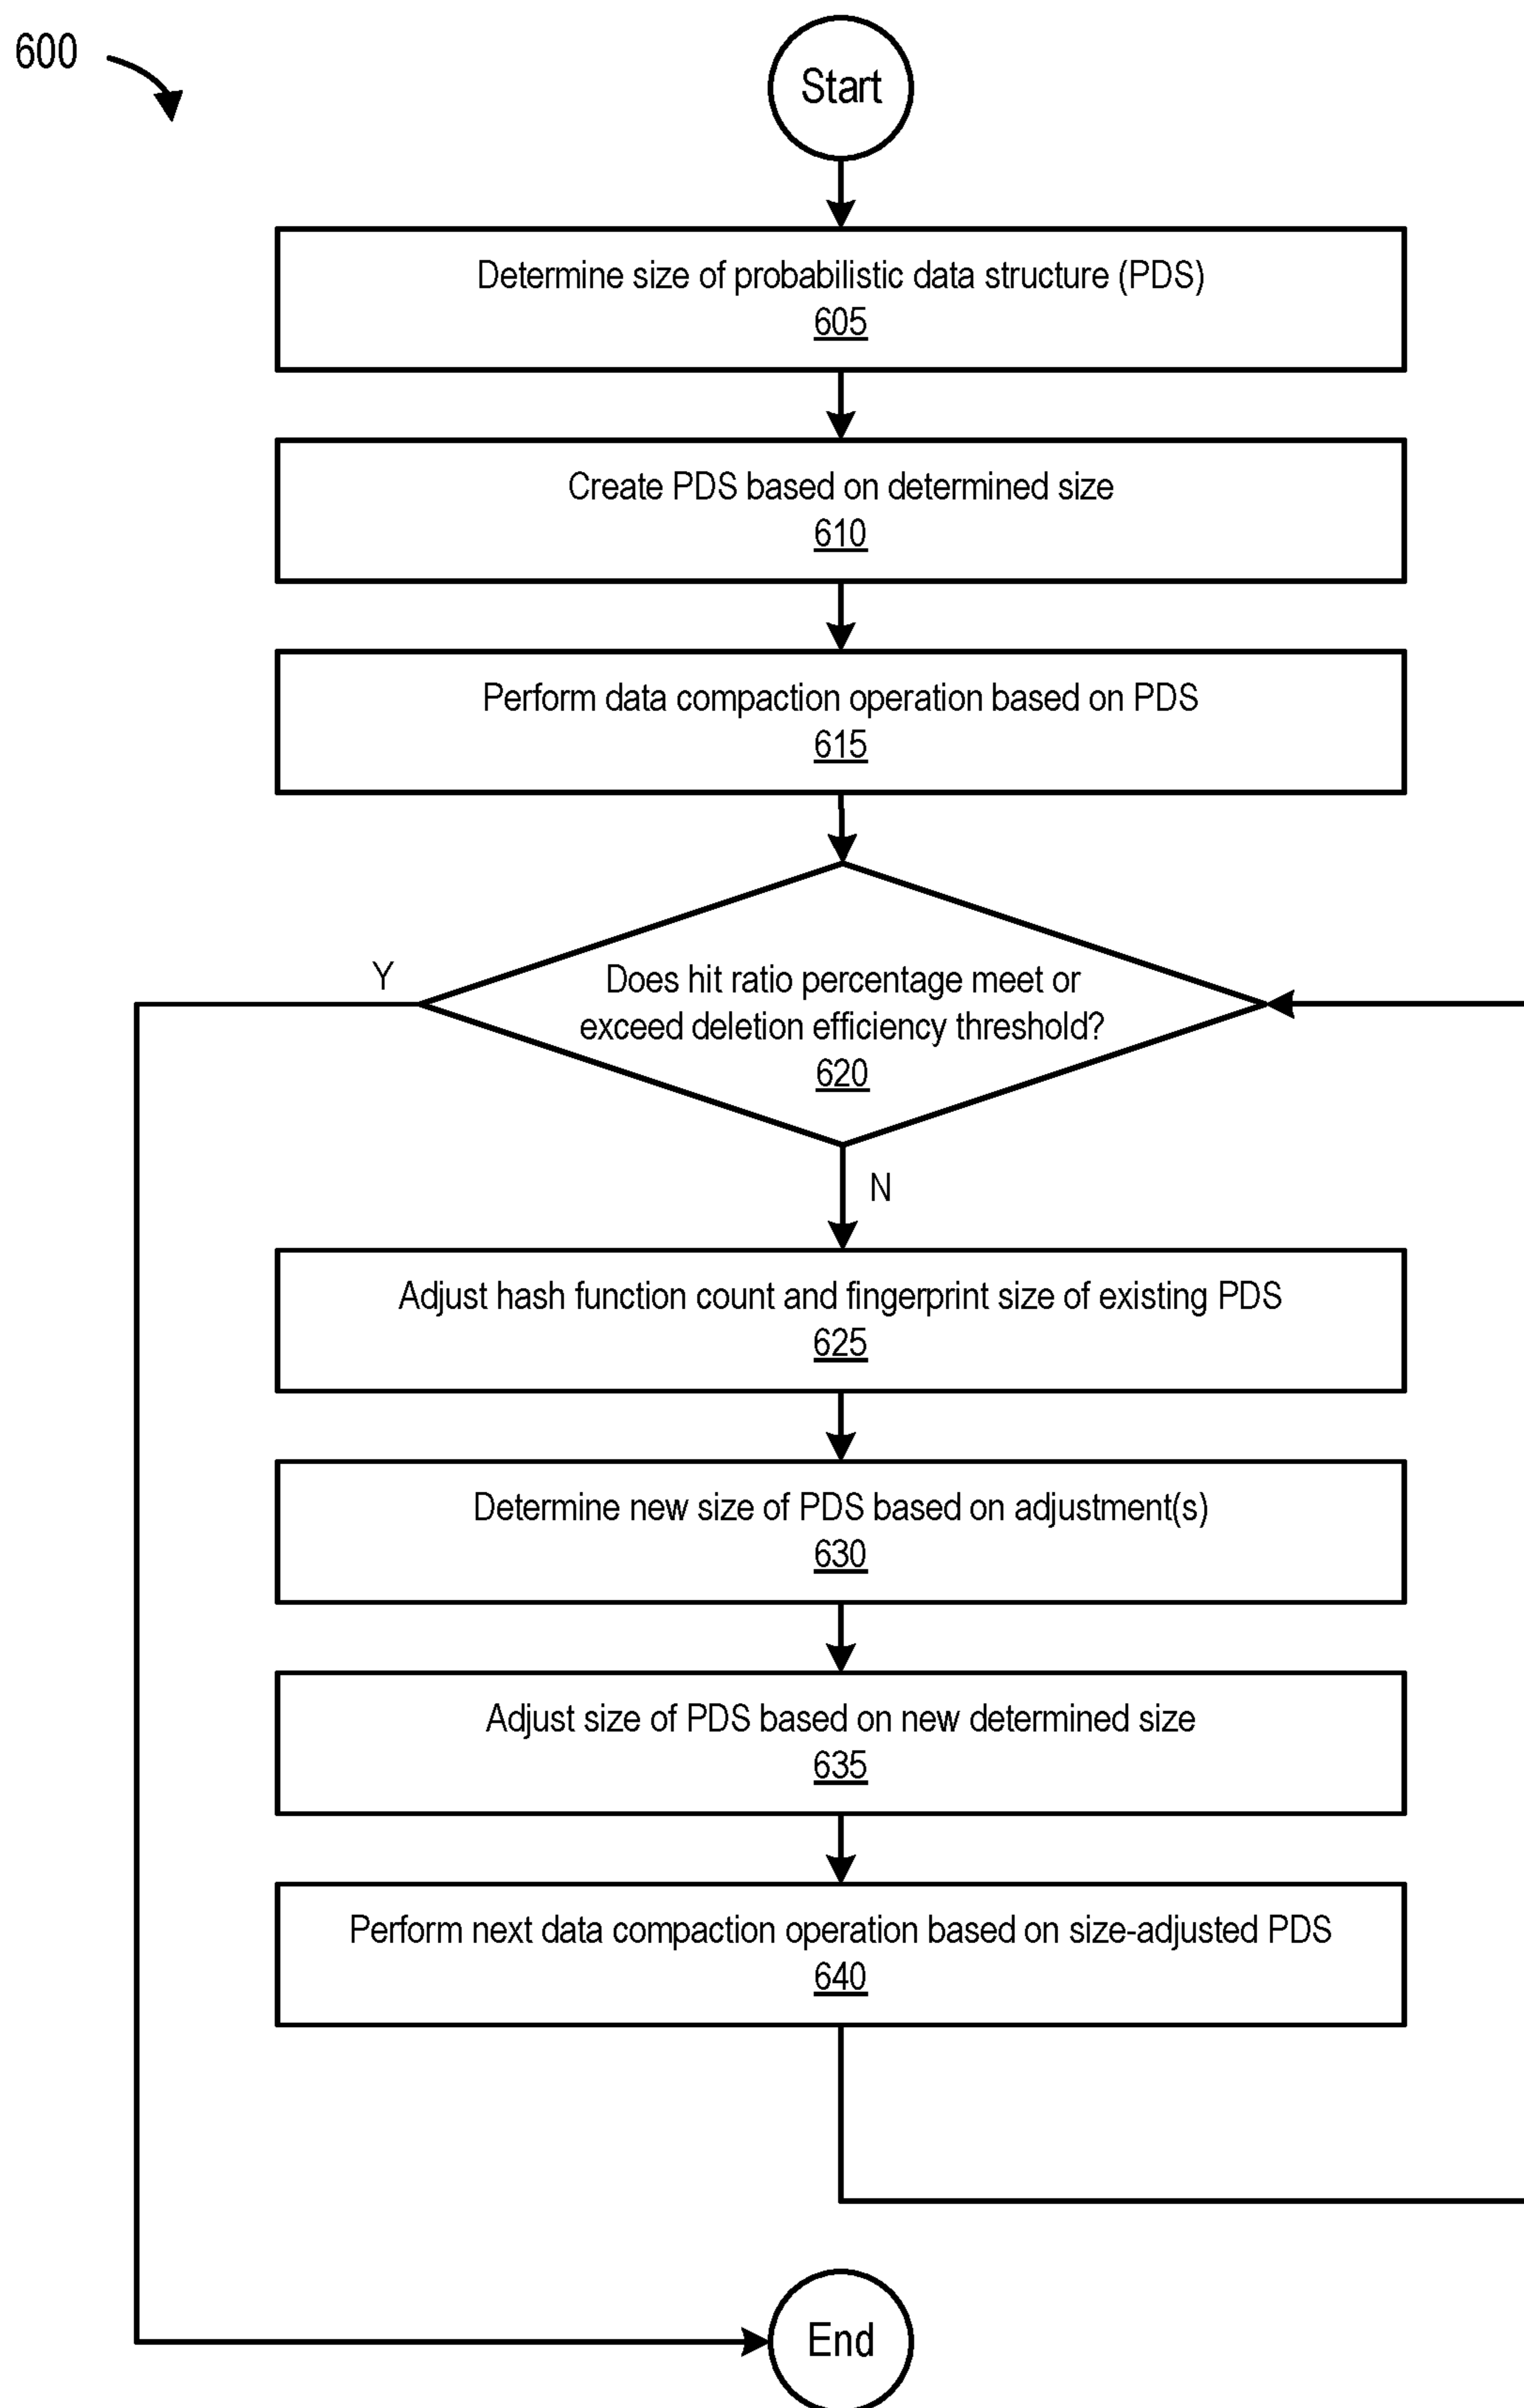 600
Start
Determine size of probabilistic data structure (PDS)
605
Create PDS based on determined size
610
Perform data compaction operation based on PDS
615
Y
Does hit ratio percentage meet or
exceed deletion efficiency threshold?
620
N
Adjust hash function count and fingerprint size of existing PDS
625
Determine new size of PDS based on adjustment(s)
630
Adjust size of PDS based on new determined size
635
Perform next data compaction operation based on size-adjusted PDS
640
End